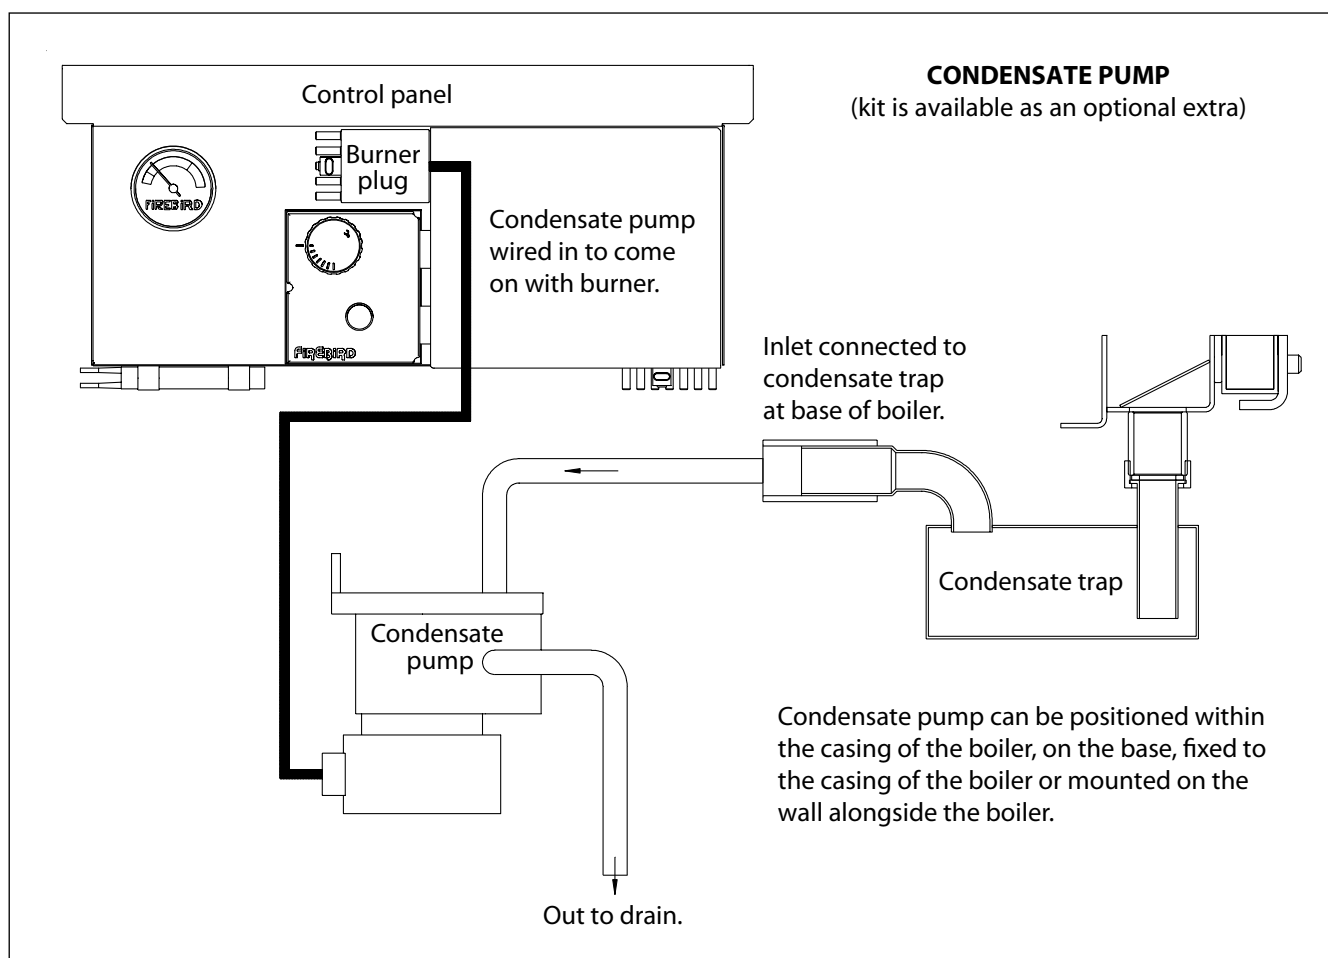 CONDENSATE PUMP
(kit is available as an optional extra)
Control panel
Burner
plug
FIREBIRD
Condensate pump
wired in to come
on with burner.
FIREBIRD
Inlet connected to
condensate trap
at base of boiler.
Condensate trap
Condensate
pump
Condensate pump can be positioned within
the casing of the boiler, on the base, fixed to
the casing of the boiler or mounted on the
wall alongside the boiler.
Out to drain.